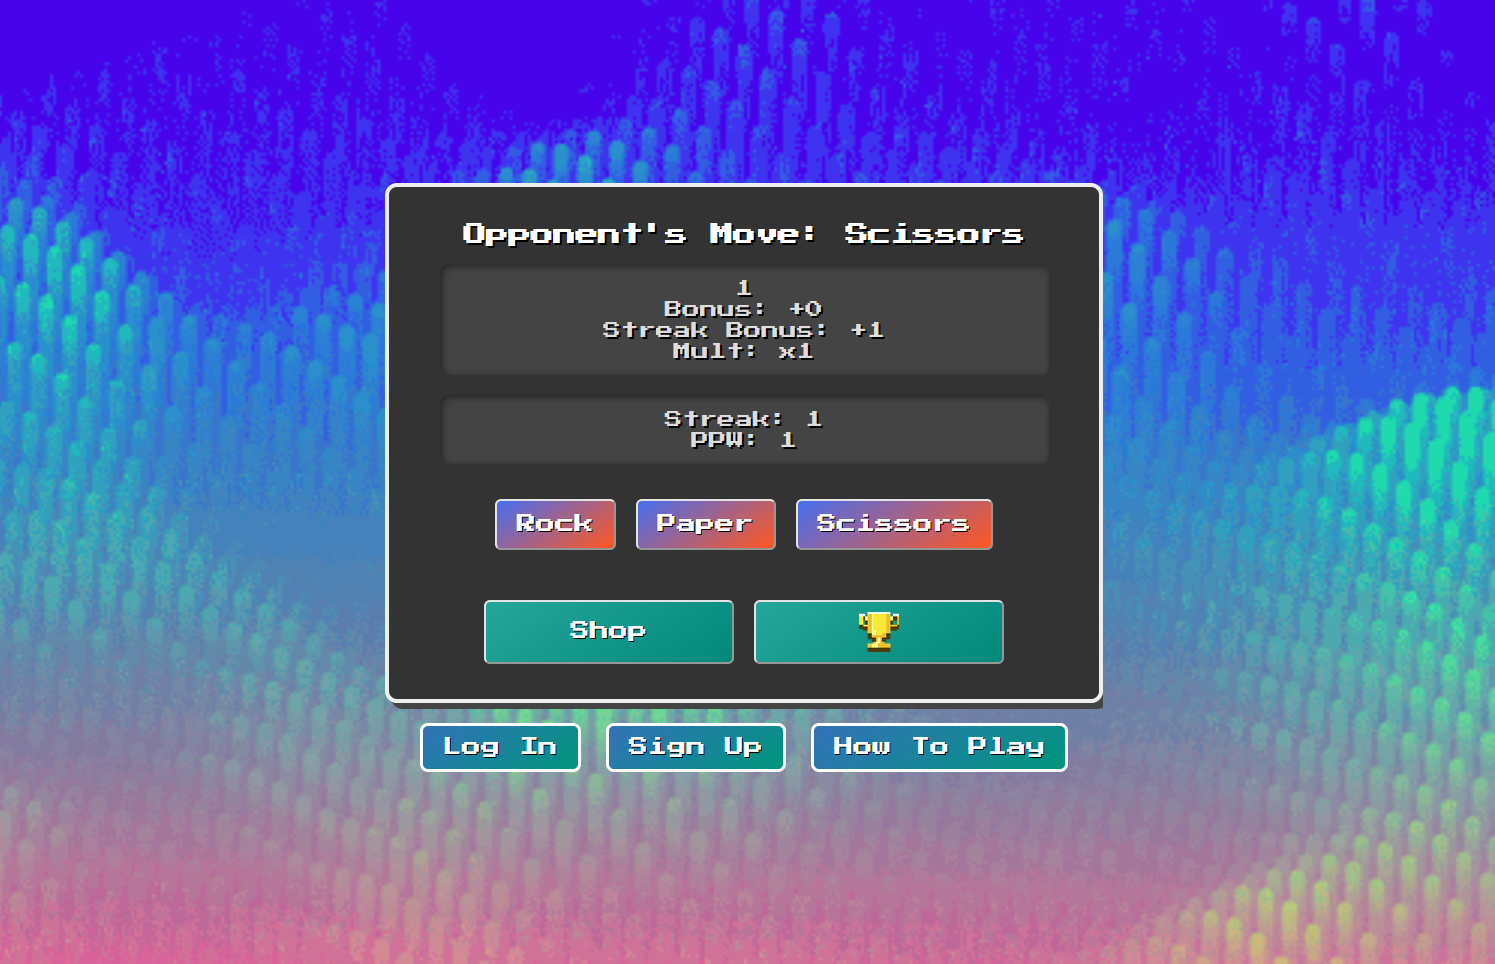 Opponent's Move: Scissors
1
Bonus: +0
Streak Bonus: +1
Mult: x1
Streak: 1
PPW: 1
Rock Paper Scissors
Shop
Log In Sign Up How To Play